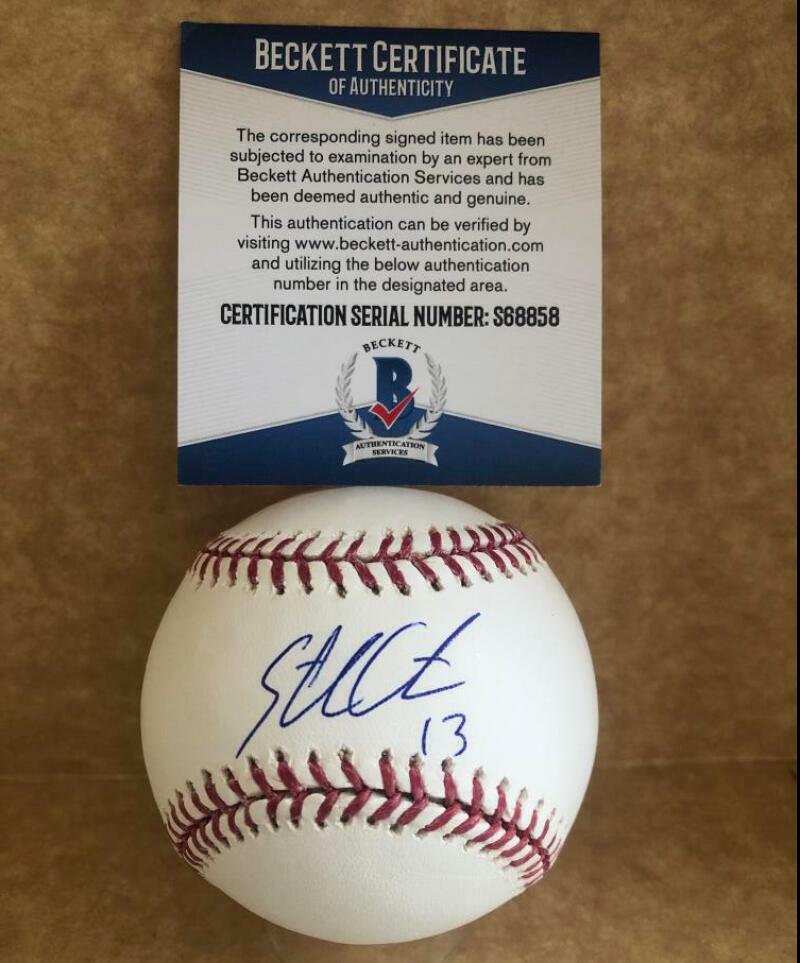 BECKETT CERTIFICATE
OF AUTHENTICITY
The corresponding signed item has been
subjected to examination by an expert from
Beckett Authentication Services and has
been deemed authentic and genuine.
This authentication can be verified by
visiting www.beckett-authentication.com
and utilizing the below authentication
number in the designated area.
CERTIFICATION SERIAL NUMBER: S68858
BECKETT
B
AUTHENTICATION
SERVICES
13